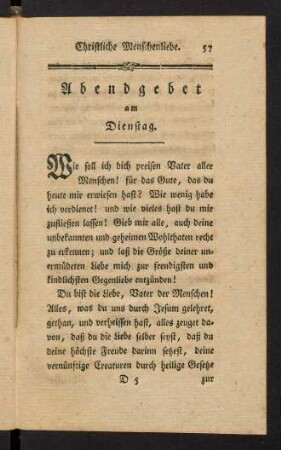 Christliche Menschenliebe. 57
Abendgebet
am
Dienstag.
Wie soll ich dich preisen Vater aller
Menschen! für das Gute, das du
heute mir erwiesen hast? Wie wenig habe
ich verdienet! und wie vieles hast du mir
zufliessen lassen! Gieb mir alle, auch deine
unbekannten und geheimen Wohlthaten recht
zu erkennen; und laß die Größe deiner uner-
müdeten Liebe mich zur freudigsten und
kindlichsten Gegenliebe entzünden!
Du bist die Liebe, Vater der Menschen!
Alles, was du uns durch Jesum gelehret,
gethan, und verheissen hast, alles zeuget da-
von, daß du die Liebe selber seyst, daß du
deine höchste Freude darinn setzest, deine
vernünftige Creaturen durch heilige Gesetze
D 5 zur